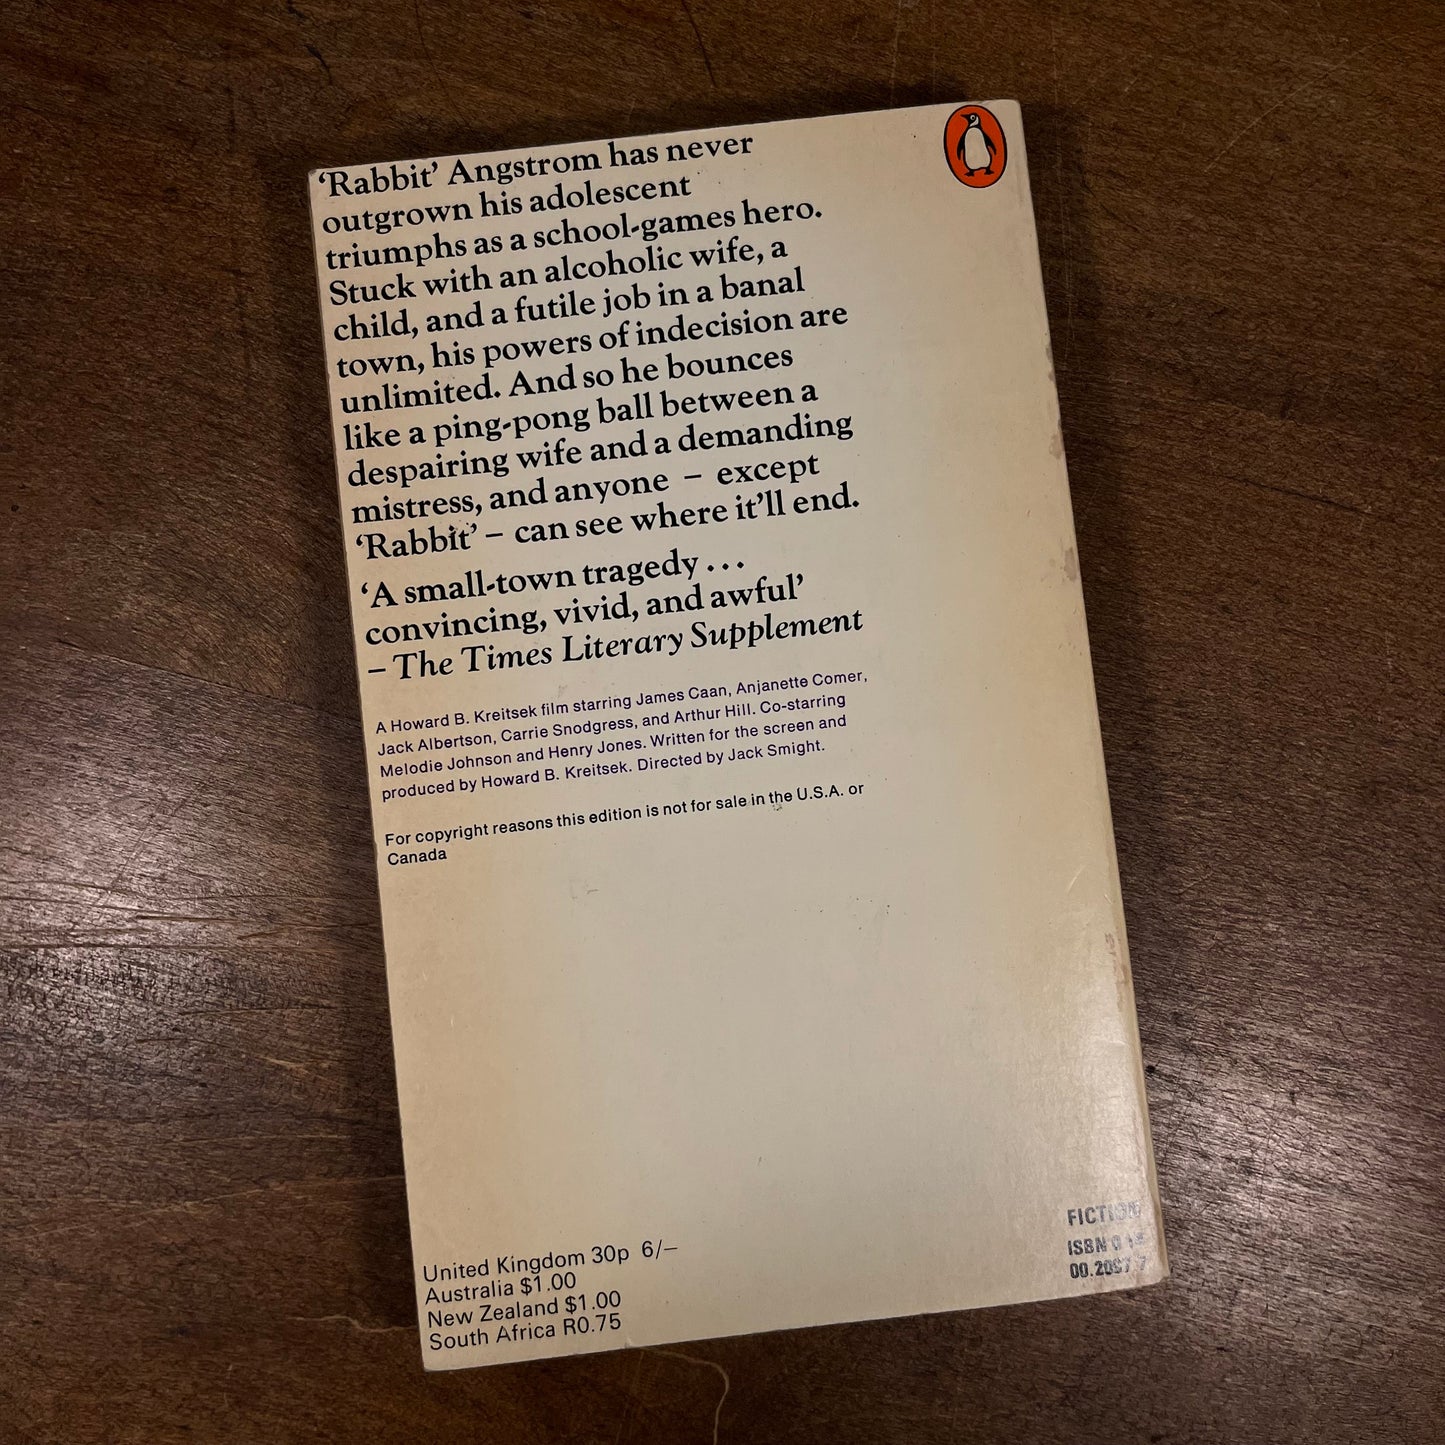 ‘Rabbit’ Angstrom has never
outgrown his adolescent
triumphs as a school-games hero.
Stuck with an alcoholic wife, a
child, and a futile job in a banal
town, his powers of indecision are
unlimited. And so he bounces
like a ping-pong ball between a
despairing wife and a demanding
mistress, and anyone – except
‘Rabbit’ – can see where it’ll end.
‘A small-town tragedy ...
convincing, vivid, and awful’
– The Times Literary Supplement
A Howard B. Kreitsek film starring James Caan, Anjanette Comer,
Jack Albertson, Carrie Snodgress, and Arthur Hill. Co-starring
Melodie Johnson and Henry Jones. Written for the screen and
produced by Howard B. Kreitsek. Directed by Jack Smight.
For copyright reasons this edition is not for sale in the U.S.A. or
Canada
United Kingdom 30p 6/–
Australia $1.00
New Zealand $1.00
South Africa R0.75
FICTION
ISBN 0 14
00.2097 7